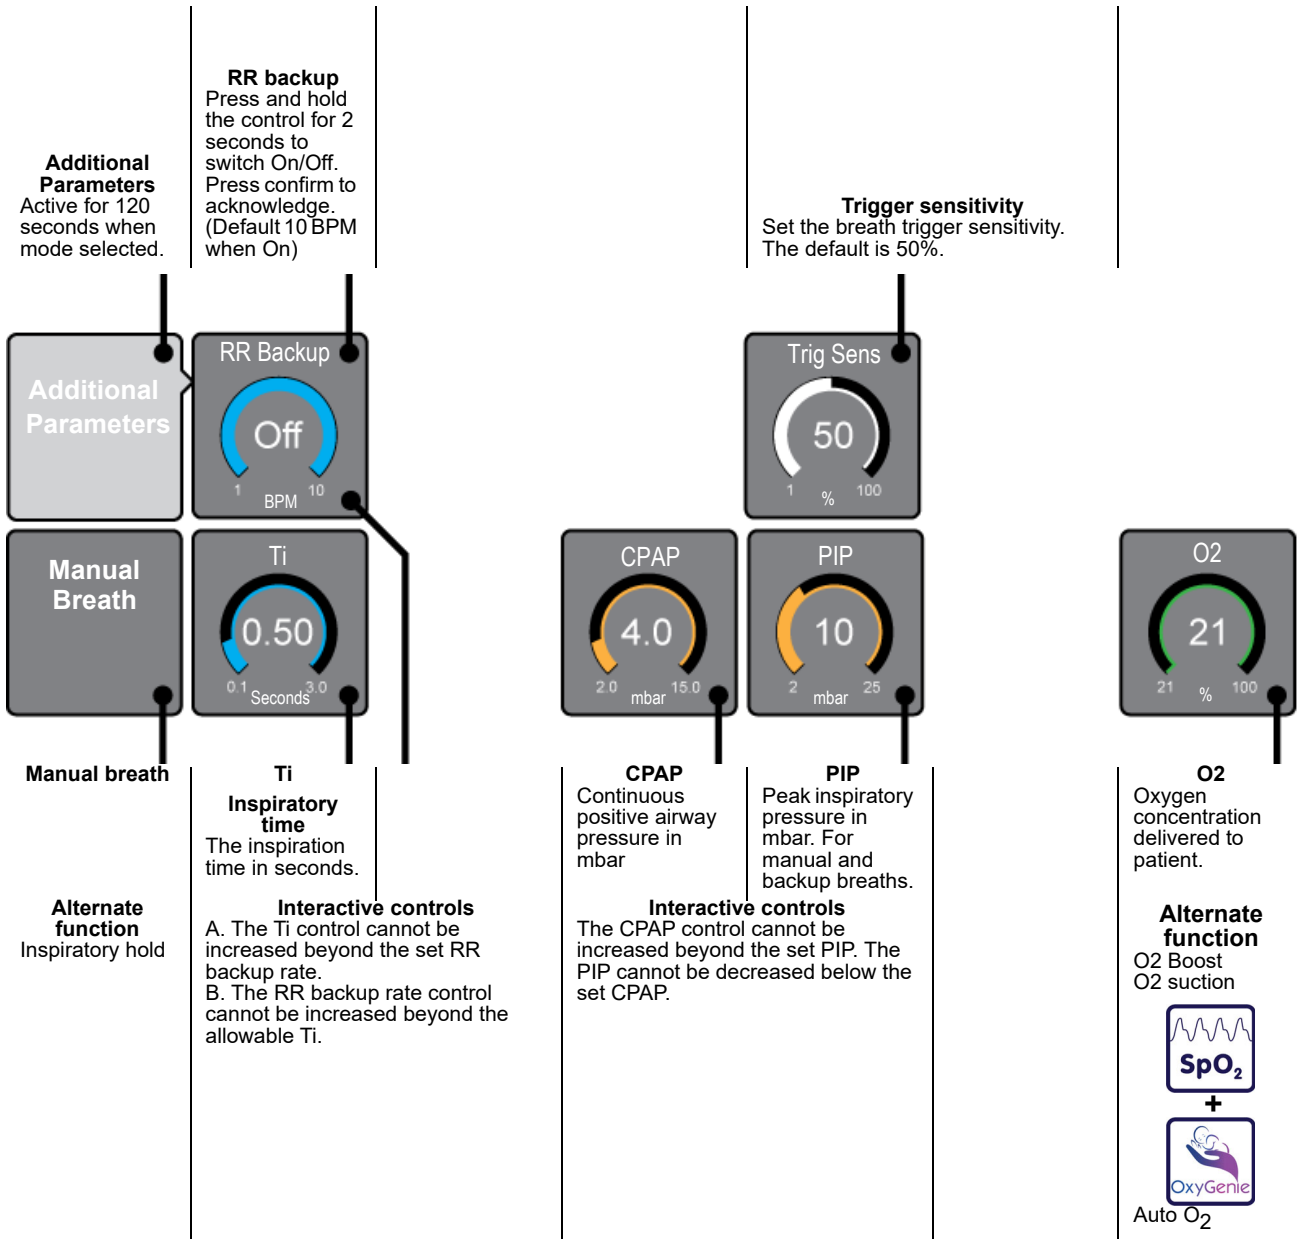 RR backup
Press and hold
the control for 2
seconds to
switch On/Off.
Press confirm to
acknowledge.
(Default 10 BPM
when On)
Additional
Parameters
Active for 120
seconds when
mode selected.
Trigger sensitivity
Set the breath trigger sensitivity.
The default is 50%.
Additional
Parameters
RR Backup
Off
1 10
BPM
Trig Sens
50
1 100
%
Manual
Breath
Ti
0.50
0.1 3.0
Seconds
CPAP
4.0
2.0 15.0
mbar
PIP
10
2 25
mbar
O2
21
21 100
%
Manual breath
Ti
Inspiratory
time
The inspiration
time in seconds.
CPAP
Continuous
positive airway
pressure in
mbar
PIP
Peak inspiratory
pressure in
mbar. For
manual and
backup breaths.
O2
Oxygen
concentration
delivered to
patient.
Alternate
function
Inspiratory hold
Interactive controls
A. The Ti control cannot be
increased beyond the set RR
backup rate.
B. The RR backup rate control
cannot be increased beyond the
allowable Ti.
Interactive controls
The CPAP control cannot be
increased beyond the set PIP. The
PIP cannot be decreased below the
set CPAP.
Alternate
function
O2 Boost
O2 suction
SpO2
+
OxyGenie
Auto O2